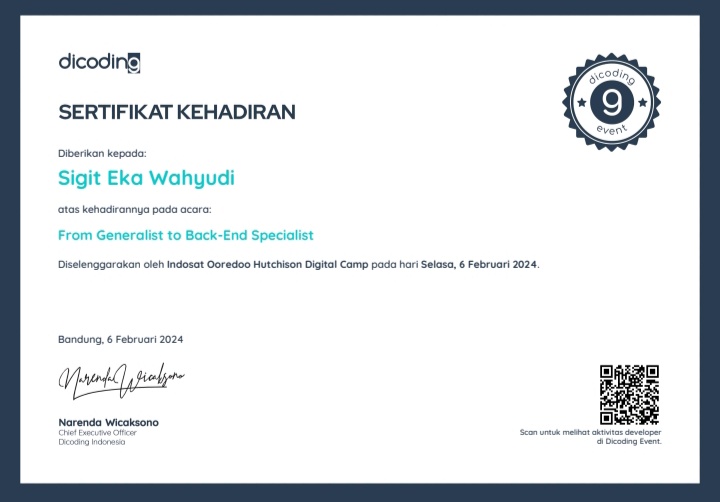 dicoding
SERTIFIKAT KEHADIRAN
dicoding
event
Diberikan kepada:
Sigit Eka Wahyudi
atas kehadirannya pada acara:
From Generalist to Back-End Specialist
Diselenggarakan oleh Indosat Ooredoo Hutchison Digital Camp pada hari Selasa, 6 Februari 2024.
Bandung, 6 Februari 2024
Narenda Wicaksono
Narenda Wicaksono
Chief Executive Officer
Dicoding Indonesia
Scan untuk melihat aktivitas developer
di Dicoding Event.